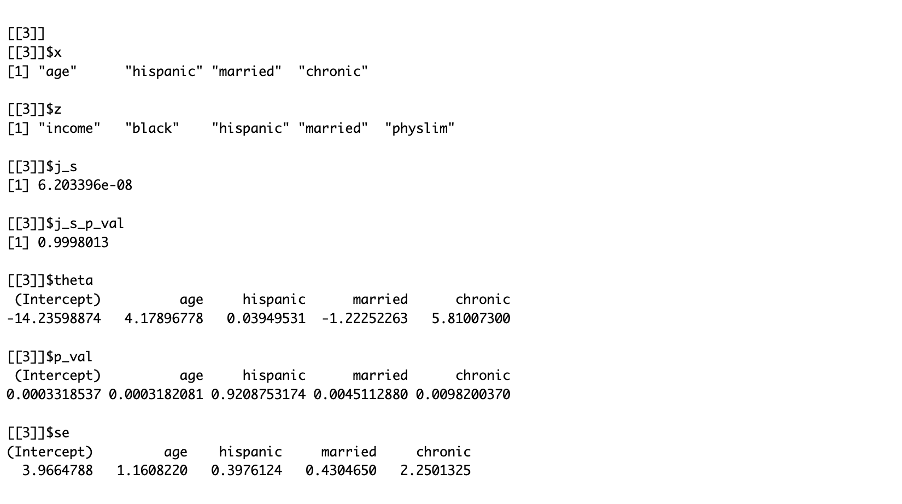 [[3]]
[[3]]$x
[1] "age"      "hispanic" "married"  "chronic"

[[3]]$z
[1] "income"   "black"    "hispanic" "married"  "physlim"

[[3]]$j_s
[1] 6.203396e-08

[[3]]$j_s_p_val
[1] 0.9998013

[[3]]$theta
 (Intercept)          age     hispanic      married      chronic
-14.23598874   4.17896778   0.03949531  -1.22252263   5.81007300

[[3]]$p_val
 (Intercept)          age     hispanic      married      chronic
0.0003318537 0.0003182081 0.9208753174 0.0045112880 0.0098200370

[[3]]$se
(Intercept)         age    hispanic     married     chronic
  3.9664788   1.1608220   0.3976124   0.4304650   2.2501325